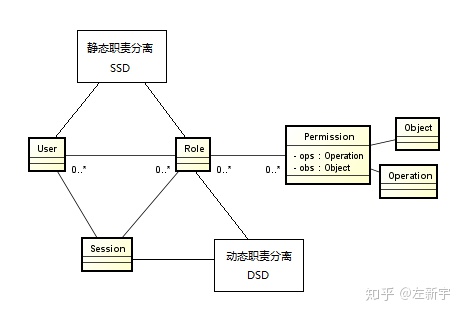 静态职责分离
SSD
User
Role
Permission
- ops : Operation
- obs : Object
Object
Operation
0..*
0..*
0..*
0..*
Session
动态职责分离
DSD
知乎 @左新宇